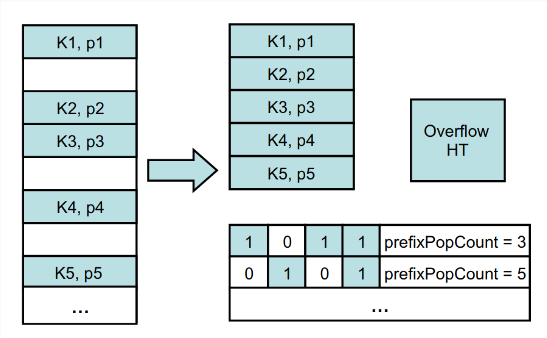 K1, p1
K2, p2
K3, p3
K4, p4
K5, p5
...
K1, p1
K2, p2
K3, p3
K4, p4
K5, p5
Overflow
HT
1 0 1 1 prefixPopCount = 3
0 1 0 1 prefixPopCount = 5
...